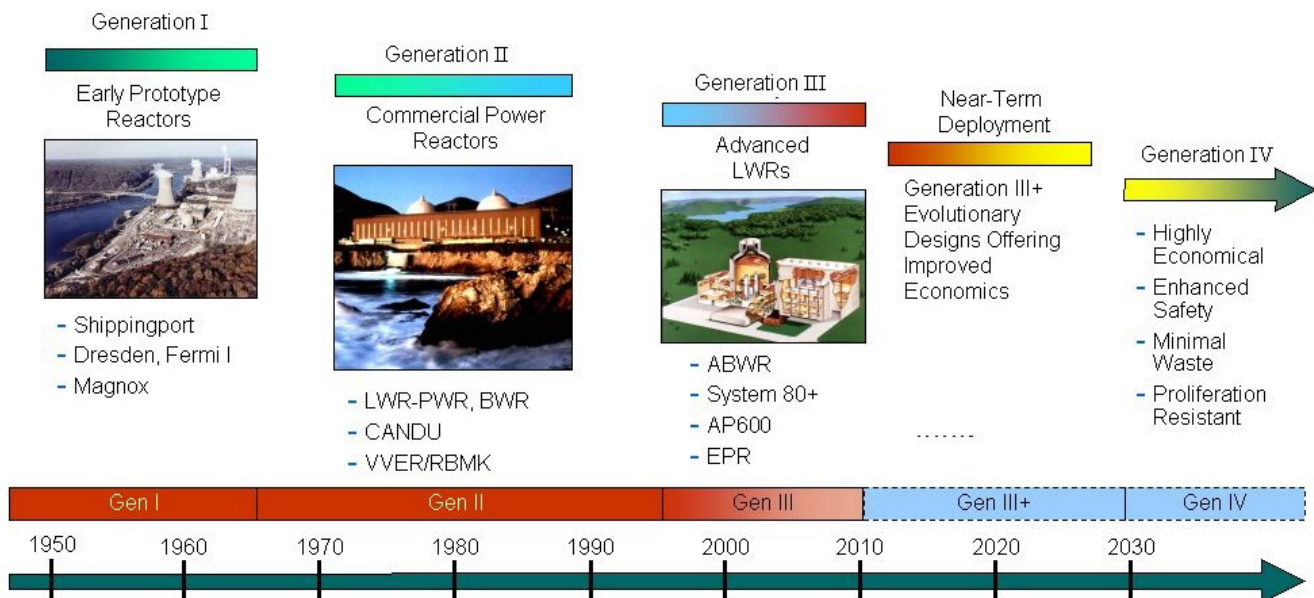 Generation I
Early Prototype
Reactors
- Shippingport
- Dresden, Fermi I
- Magnox
Generation II
Commercial Power
Reactors
- LWR-PWR, BWR
- CANDU
- VVER/RBMK
Generation III
Advanced
LWRs
- ABWR
- System 80+
- AP600
- EPR
Near-Term
Deployment
Generation III+
Evolutionary
Designs Offering
Improved
Economics
.......
Generation IV
- Highly
Economical
- Enhanced
Safety
- Minimal
Waste
- Proliferation
Resistant
Gen I Gen II Gen III Gen III+ Gen IV
1950 1960 1970 1980 1990 2000 2010 2020 2030